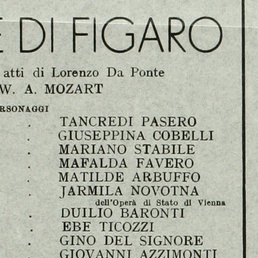 E DI FIGARO
atti di Lorenzo Da Ponte
W. A. MOZART
ERSONAGGI
. TANCREDI PASERO
. GIUSEPPINA COBELLI
. MARIANO STABILE
. MAFALDA FAVERO
. MATILDE ARBUFFO
. JARMILA NOVOTNA
dell'Operà di Stato di Vienna
. DUILIO BARONTI
. EBE TICOZZI
. GINO DEL SIGNORE
. GIOVANNI AZZIMONTI